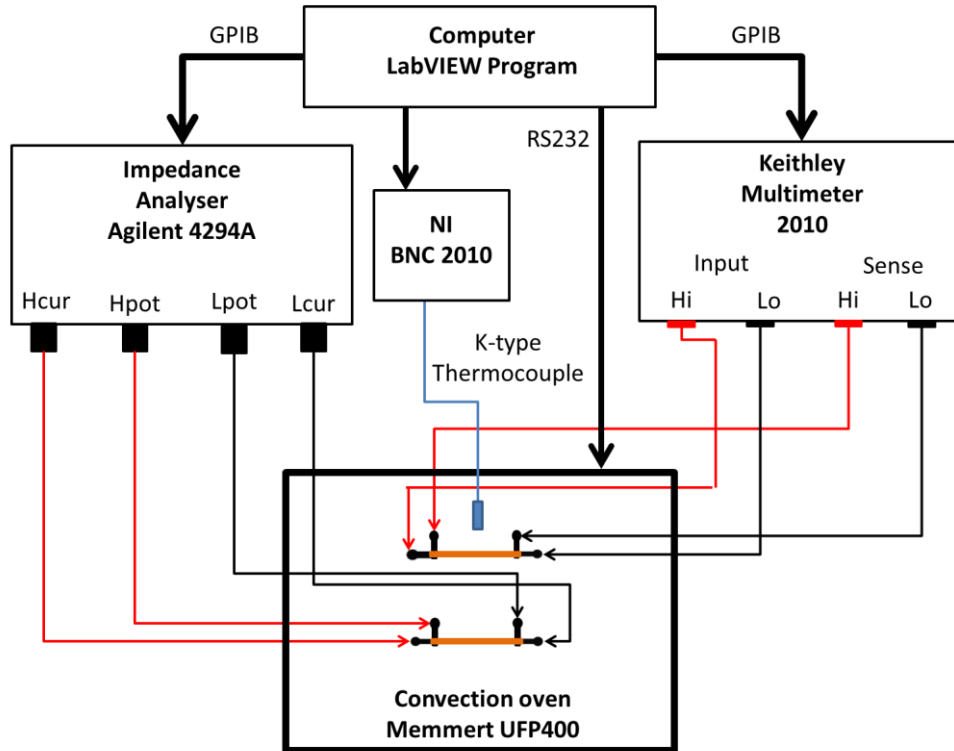 GPIB
Computer
LabVIEW Program
GPIB
RS232
Impedance
Analyser
Agilent 4294A
Hcur Hpot Lpot Lcur
NI
BNC 2010
K-type
Thermocouple
Keithley
Multimeter
2010
Input Sense
Hi Lo Hi Lo
Convection oven
Memmert UFP400